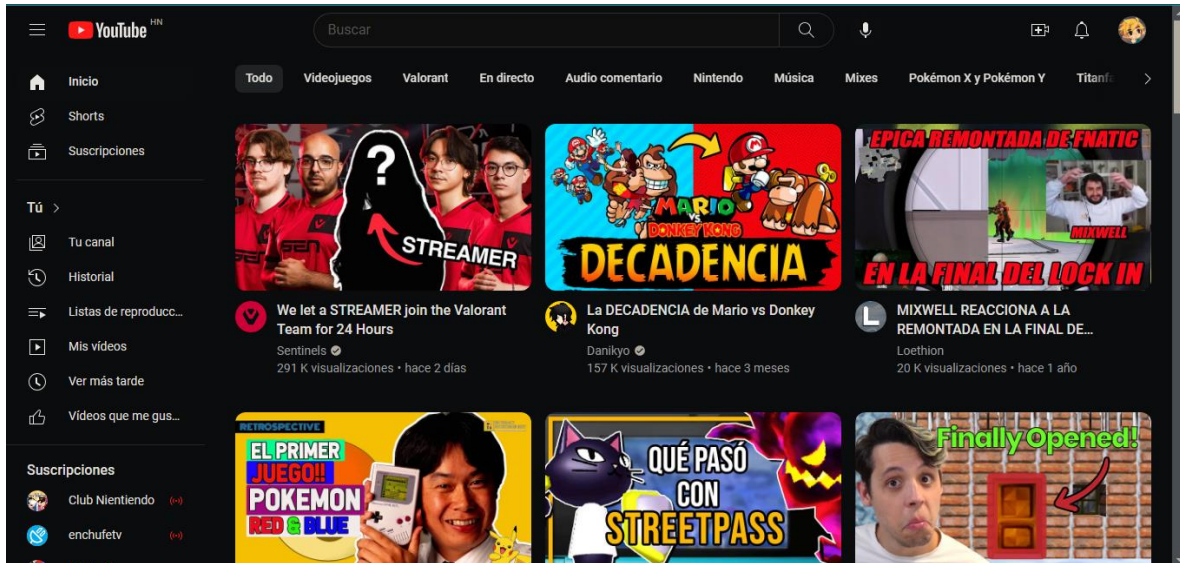 YouTube HN
Buscar
Inicio
Shorts
Suscripciones
Tú
Tu canal
Historial
Listas de reproducc...
Mis vídeos
Ver más tarde
Vídeos que me gus...
Suscripciones
Club Nientiendo
enchufetv
Todo
Videojuegos
Valorant
En directo
Audio comentario
Nintendo
Música
Mixes
Pokémon X y Pokémon Y
Titanf
?
STREAMER
We let a STREAMER join the Valorant
Team for 24 Hours
Sentinels
291 K visualizaciones • hace 2 días
MARIO
VS
DONKEY KONG
DECADENCIA
La DECADENCIA de Mario vs Donkey
Kong
Danikyo
157 K visualizaciones • hace 3 meses
EPICA REMONTADA DE FNATIC
MIXWELL
EN LA FINAL DEL LOCK IN
L
MIXWELL REACCIONA A LA
REMONTADA EN LA FINAL DE...
Loethion
20 K visualizaciones • hace 1 año
RETROSPECTIVE
EL PRIMER
JUEGO!!
POKEMON
RED & BLUE
QUÉ PASÓ
CON
STREETPASS
Finally Opened!